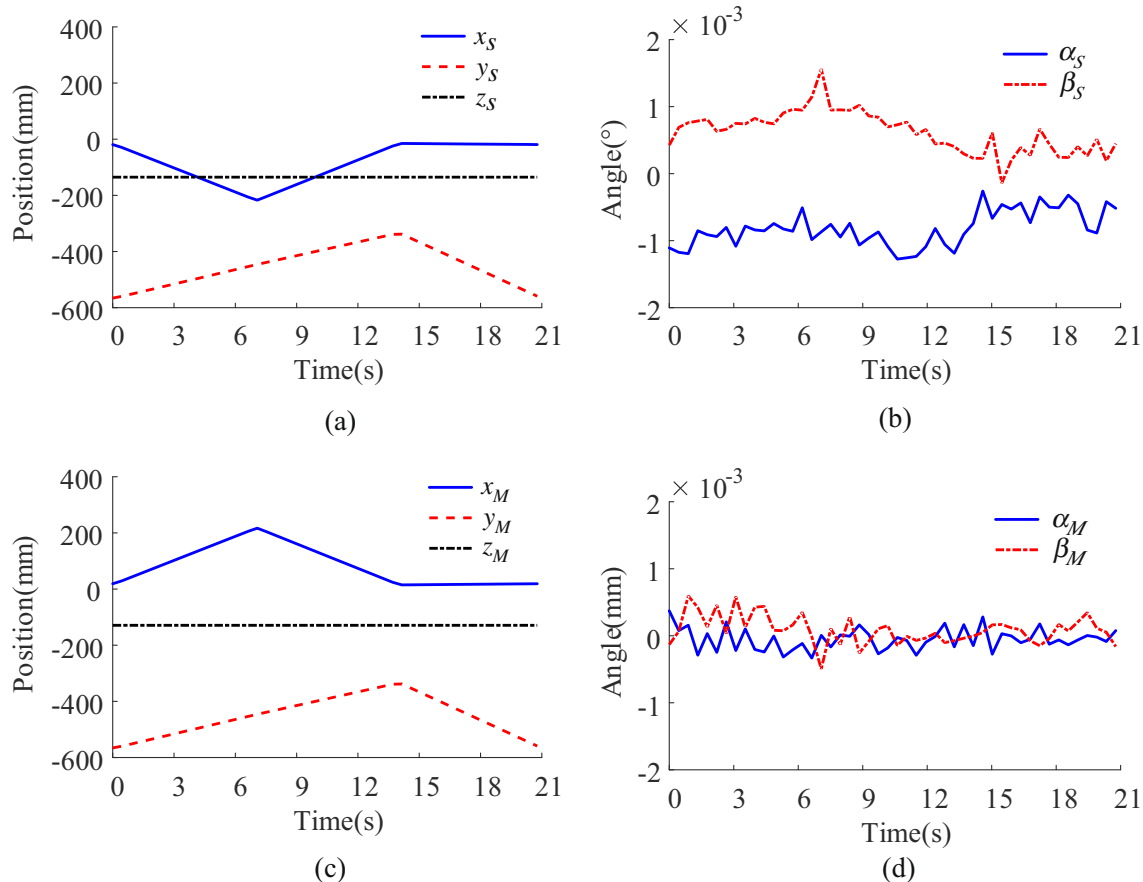 400
200
0
-200
-400
-600
Position(mm)
x_S
y_S
z_S
0 3 6 9 12 15 18 21
Time(s)
(a)
× 10⁻³
2
1
0
-1
-2
Angle(°)
α_S
β_S
0 3 6 9 12 15 18 21
Time(s)
(b)
400
200
0
-200
-400
-600
Position(mm)
x_M
y_M
z_M
0 3 6 9 12 15 18 21
Time(s)
(c)
× 10⁻³
2
1
0
-1
-2
Angle(mm)
α_M
β_M
0 3 6 9 12 15 18 21
Time(s)
(d)